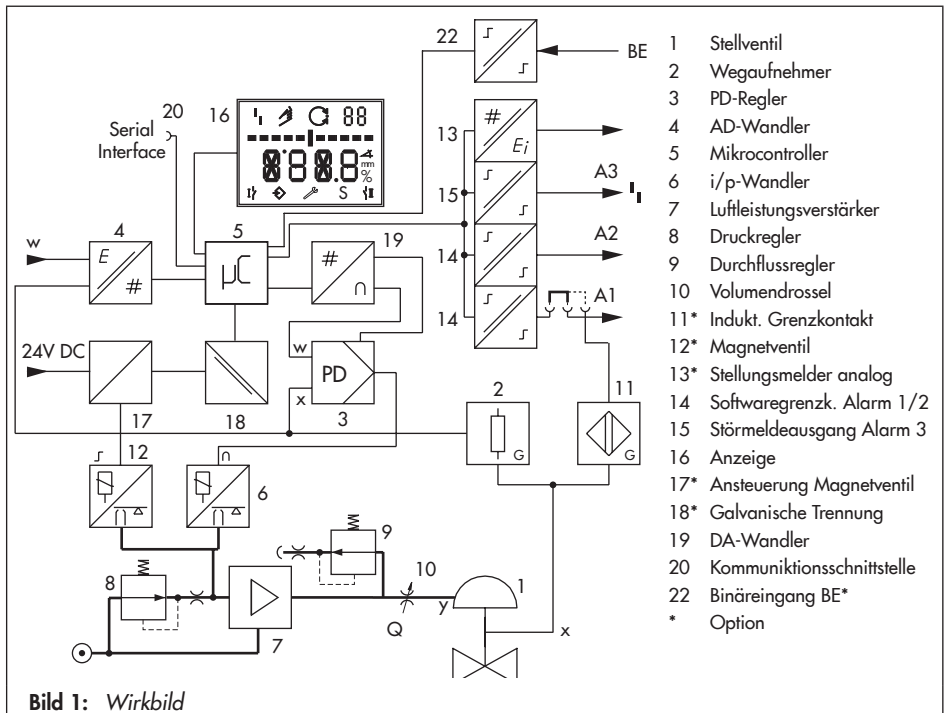 22
BE
20
16
88
Serial
Interface
8.8.8.
mm
%
S
13
#
Ei
15
A3
w
4
E
#
5
µC
19
#
∩
14
A2
14
A1
24V DC
w
PD
x
2
G
11
G
17
18
3
12
∩
6
9
8
10
1
y
Q
7
x
1 Stellventil
2 Wegaufnehmer
3 PD-Regler
4 AD-Wandler
5 Mikrocontroller
6 i/p-Wandler
7 Luftleistungsverstärker
8 Druckregler
9 Durchflussregler
10 Volumendrossel
11* Indukt. Grenzkontakt
12* Magnetventil
13* Stellungsmelder analog
14 Softwaregrenzk. Alarm 1/2
15 Störmeldeausgang Alarm 3
16 Anzeige
17* Ansteuerung Magnetventil
18* Galvanische Trennung
19 DA-Wandler
20 Kommuniktionsschnittstelle
22 Binäreingang BE*
* Option
Bild 1: Wirkbild